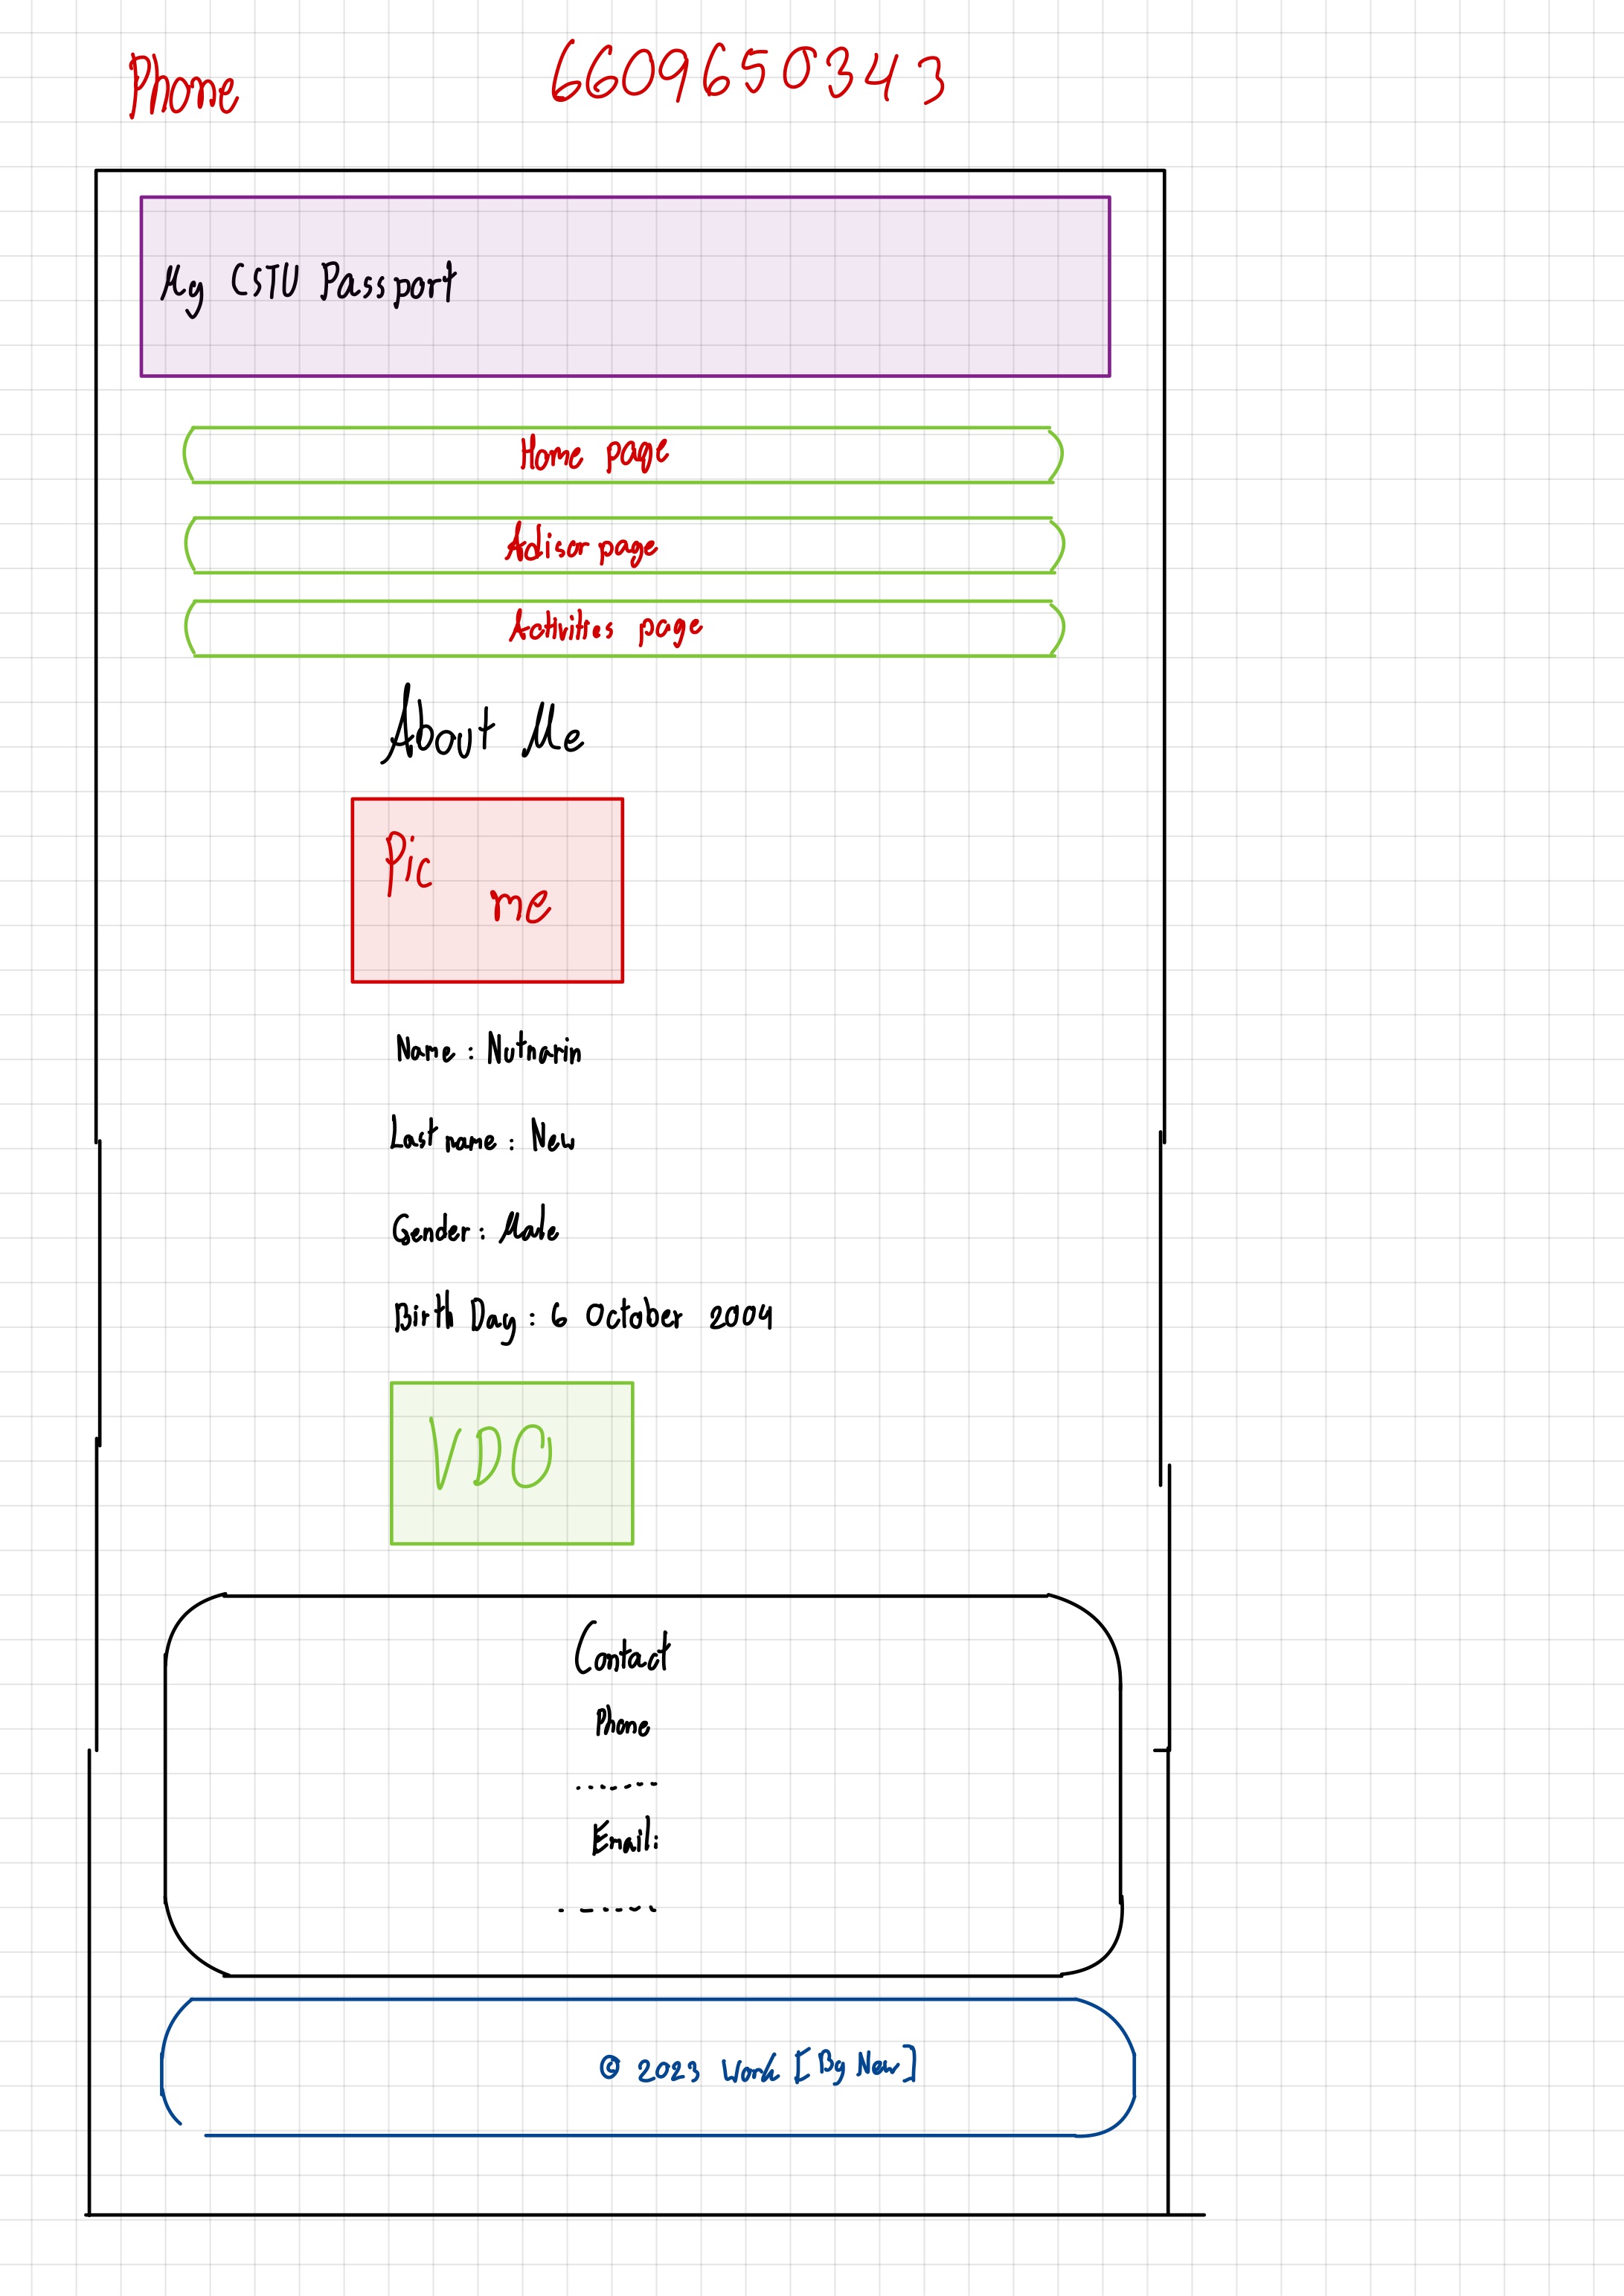 Phone 6609650343
My CSTU Passport
Home page
Adisor page
Activities page
About Me
Pic
me
Name : Nutnarin
Last name : New
Gender : Male
Birth Day : 6 October 2004
VDO
Contact
Phone
.......
Email:
.......
© 2023 Work [By New]